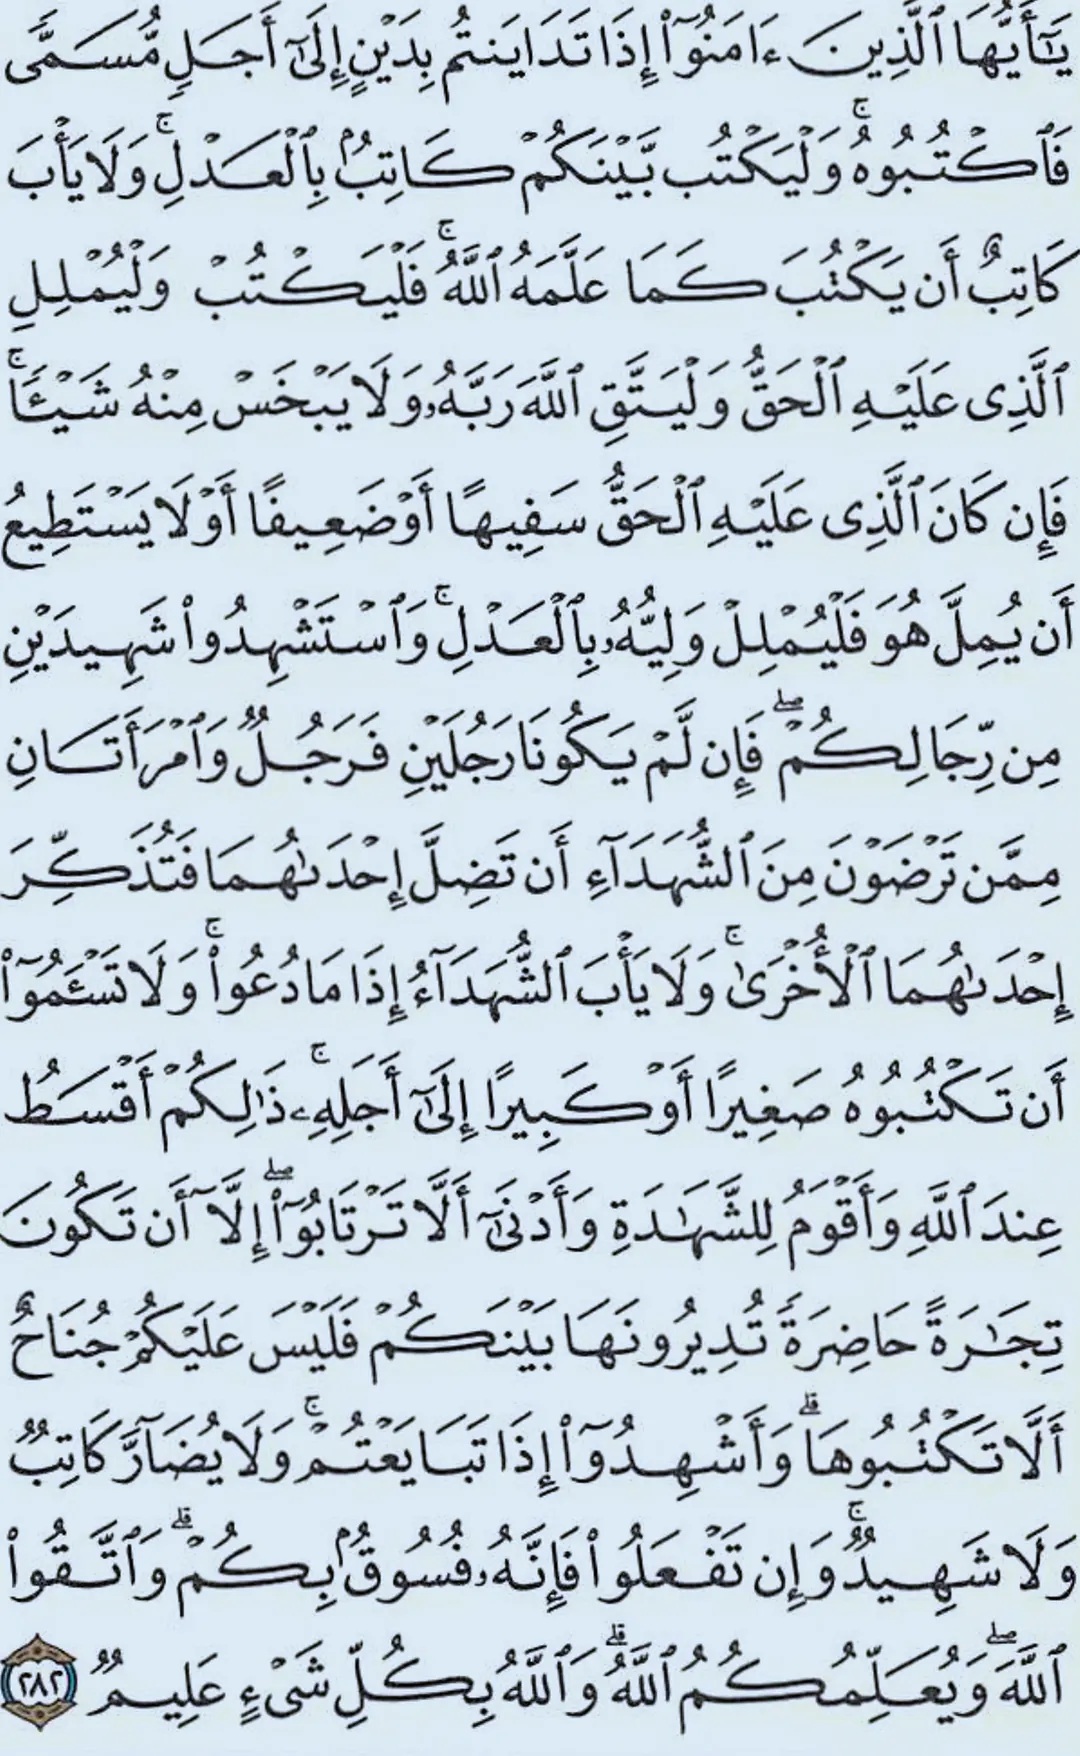 يَـٰٓأَيُّهَا ٱلَّذِينَ ءَامَنُوٓا۟ إِذَا تَدَايَنتُم بِدَيْنٍ إِلَىٰٓ أَجَلٍ مُّسَمًّى
فَٱكْتُبُوهُ ۚ وَلْيَكْتُب بَّيْنَكُمْ كَاتِبٌۢ بِٱلْعَدْلِ ۚ وَلَا يَأْبَ
كَاتِبٌ أَن يَكْتُبَ كَمَا عَلَّمَهُ ٱللَّهُ ۚ فَلْيَكْتُبْ وَلْيُمْلِلِ
ٱلَّذِى عَلَيْهِ ٱلْحَقُّ وَلْيَتَّقِ ٱللَّهَ رَبَّهُۥ وَلَا يَبْخَسْ مِنْهُ شَيْـًٔا ۚ
فَإِن كَانَ ٱلَّذِى عَلَيْهِ ٱلْحَقُّ سَفِيهًا أَوْ ضَعِيفًا أَوْ لَا يَسْتَطِيعُ
أَن يُمِلَّ هُوَ فَلْيُمْلِلْ وَلِيُّهُۥ بِٱلْعَدْلِ ۚ وَٱسْتَشْهِدُوا۟ شَهِيدَيْنِ
مِن رِّجَالِكُمْ ۖ فَإِن لَّمْ يَكُونَا رَجُلَيْنِ فَرَجُلٌ وَٱمْرَأَتَانِ
مِمَّن تَرْضَوْنَ مِنَ ٱلشُّهَدَآءِ أَن تَضِلَّ إِحْدَىٰهُمَا فَتُذَكِّرَ
إِحْدَىٰهُمَا ٱلْأُخْرَىٰ ۚ وَلَا يَأْبَ ٱلشُّهَدَآءُ إِذَا مَا دُعُوا۟ ۚ وَلَا تَسْـَٔمُوٓا۟
أَن تَكْتُبُوهُ صَغِيرًا أَوْ كَبِيرًا إِلَىٰٓ أَجَلِهِۦ ۚ ذَٰلِكُمْ أَقْسَطُ
عِندَ ٱللَّهِ وَأَقْوَمُ لِلشَّهَـٰدَةِ وَأَدْنَىٰٓ أَلَّا تَرْتَابُوٓا۟ ۖ إِلَّآ أَن تَكُونَ
تِجَـٰرَةً حَاضِرَةً تُدِيرُونَهَا بَيْنَكُمْ فَلَيْسَ عَلَيْكُمْ جُنَاحٌ
أَلَّا تَكْتُبُوهَا ۗ وَأَشْهِدُوٓا۟ إِذَا تَبَايَعْتُمْ ۚ وَلَا يُضَآرَّ كَاتِبٌ
وَلَا شَهِيدٌ ۚ وَإِن تَفْعَلُوا۟ فَإِنَّهُۥ فُسُوقٌۢ بِكُمْ ۗ وَٱتَّقُوا۟
ٱللَّهَ ۖ وَيُعَلِّمُكُمُ ٱللَّهُ ۗ وَٱللَّهُ بِكُلِّ شَىْءٍ عَلِيمٌ ٢٨٢